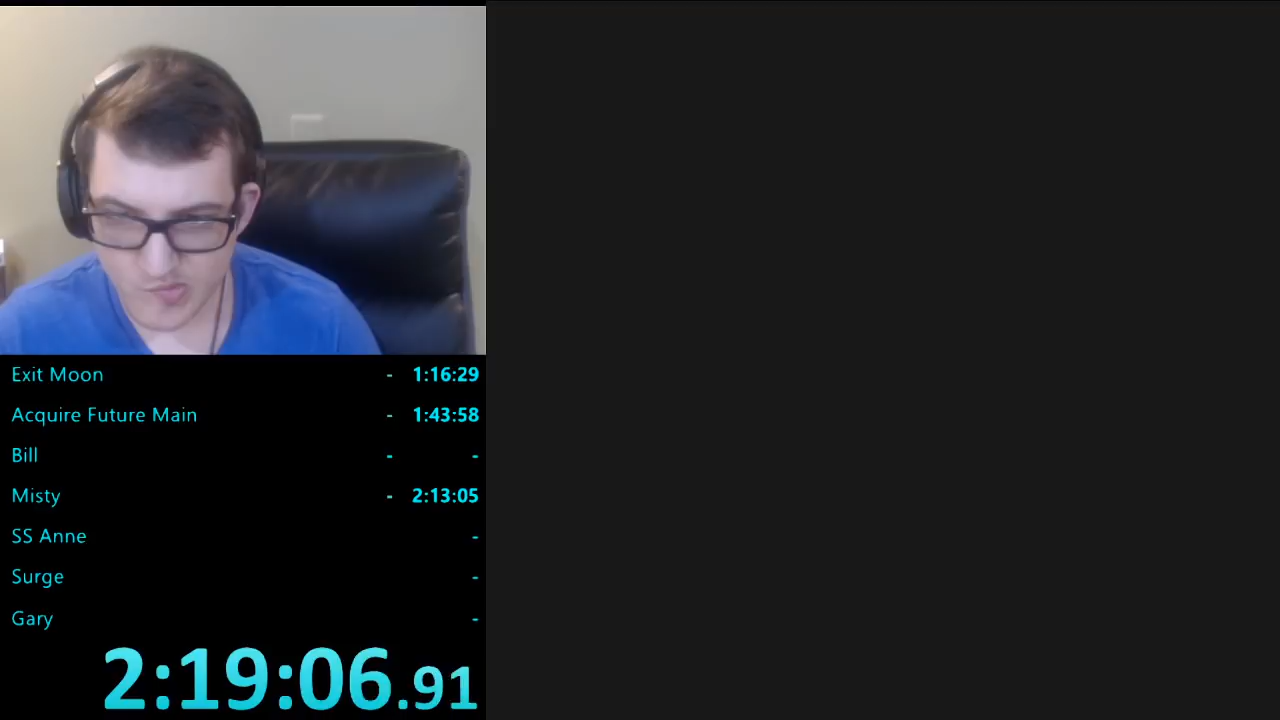 Exit Moon - 1:16:29
Acquire Future Main - 1:43:58
Bill - -
Misty - 2:13:05
SS Anne -
Surge -
Gary -
2:19:06.91